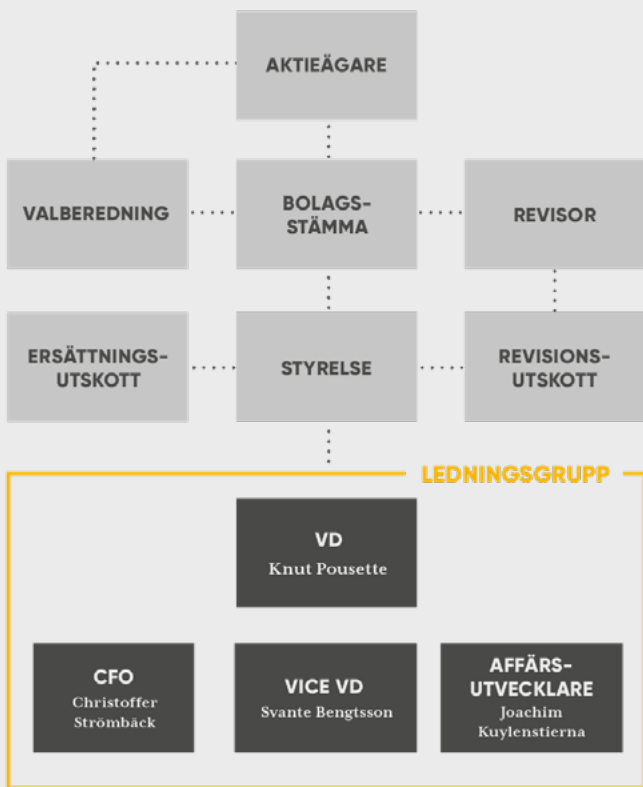 AKTIEÄGARE
VALBEREDNING
BOLAGS-
STÄMMA
REVISOR
ERSÄTTNINGS-
UTSKOTT
STYRELSE
REVISIONS-
UTSKOTT
LEDNINGSGRUPP
VD
Knut Pousette
CFO
Christoffer
Strömbäck
VICE VD
Svante Bengtsson
AFFÄRS-
UTVECKLARE
Joachim
Kuylenstierna